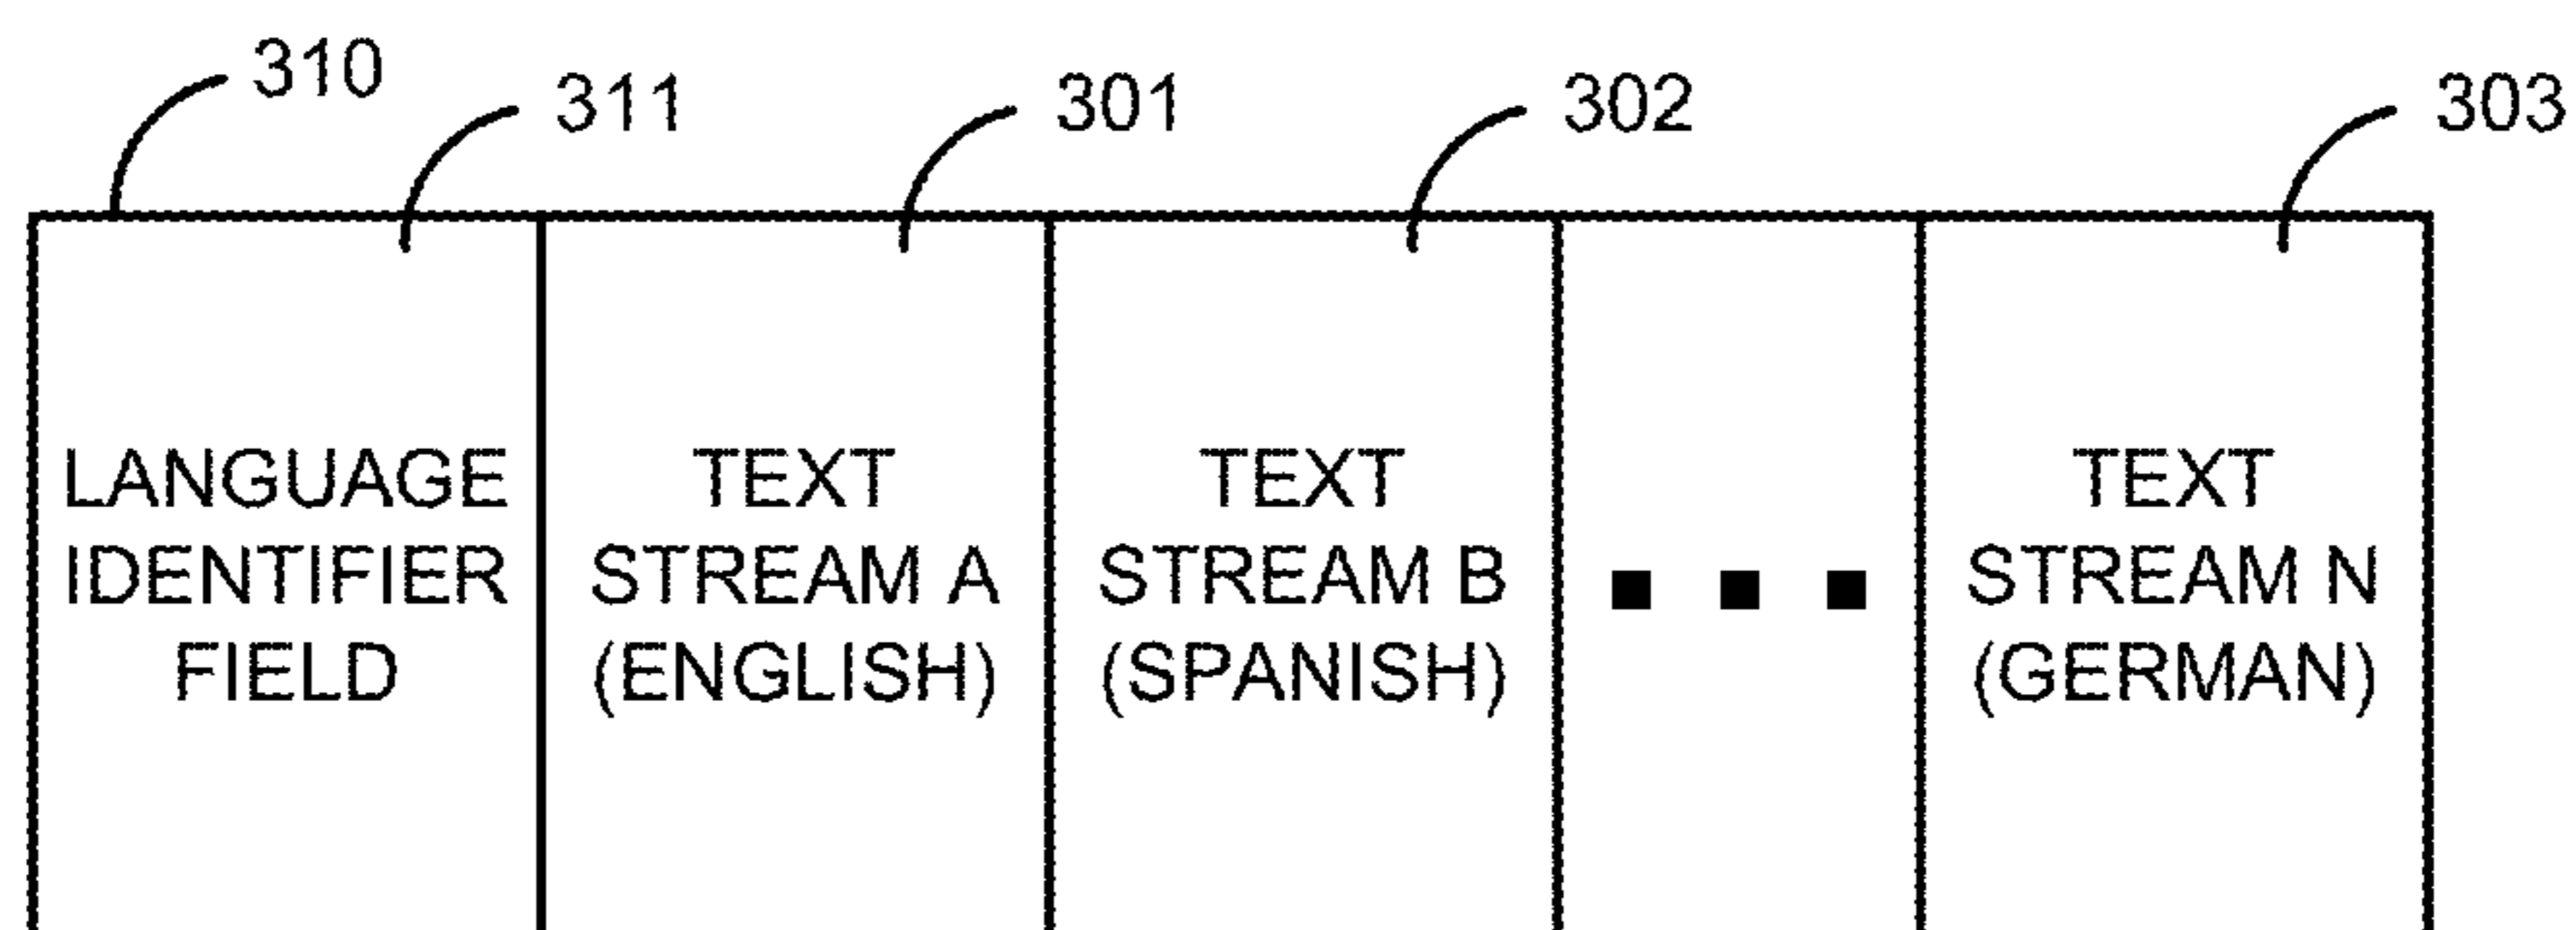 310
311
301
302
303
LANGUAGE
IDENTIFIER
FIELD
TEXT
STREAM A
(ENGLISH)
TEXT
STREAM B
(SPANISH)
TEXT
STREAM N
(GERMAN)